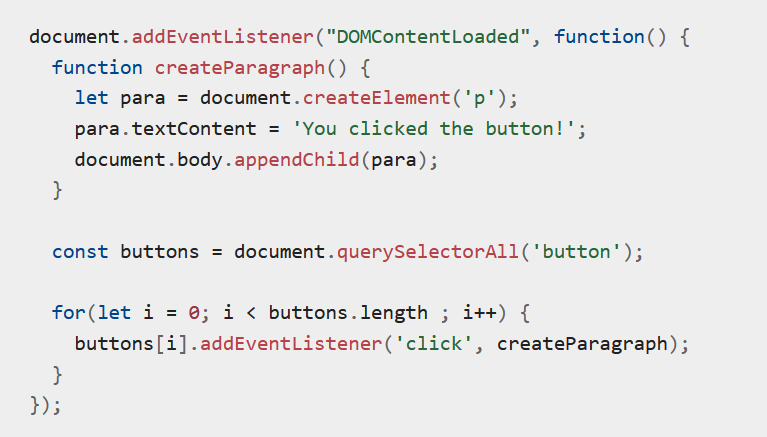 document.addEventListener("DOMContentLoaded", function() {
  function createParagraph() {
    let para = document.createElement('p');
    para.textContent = 'You clicked the button!';
    document.body.appendChild(para);
  }

  const buttons = document.querySelectorAll('button');

  for(let i = 0; i < buttons.length ; i++) {
    buttons[i].addEventListener('click', createParagraph);
  }
});